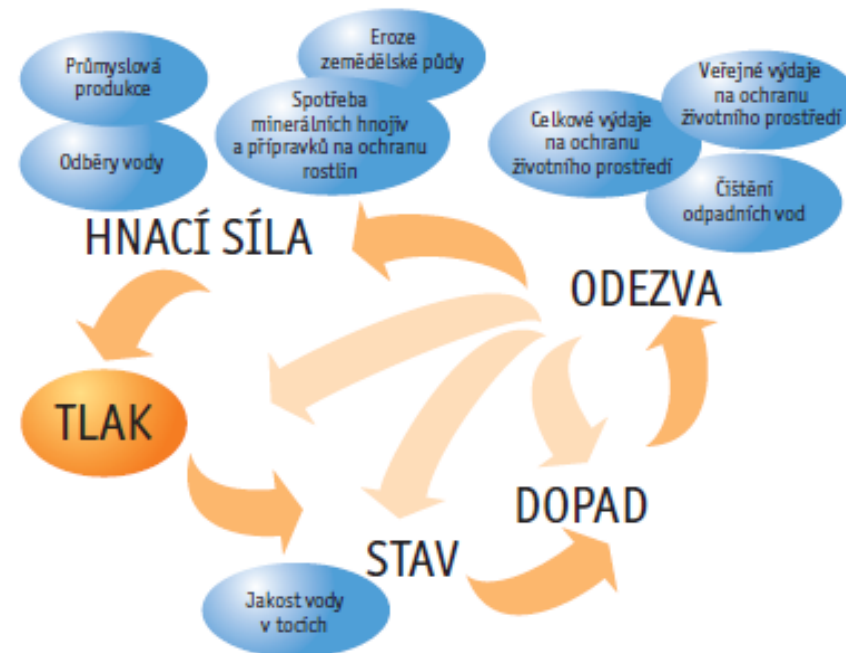 Průmyslová
produkce
Odběry vody
Eroze
zemědělské půdy
Spotřeba
minerálních hnojiv
a přípravků na ochranu
rostlin
Celkové výdaje
na ochranu
životního prostředí
Veřejné výdaje
na ochranu
životního prostředí
Čištění
odpadních vod
HNACÍ SÍLA
ODEZVA
TLAK
DOPAD
STAV
Jakost vody
v tocích